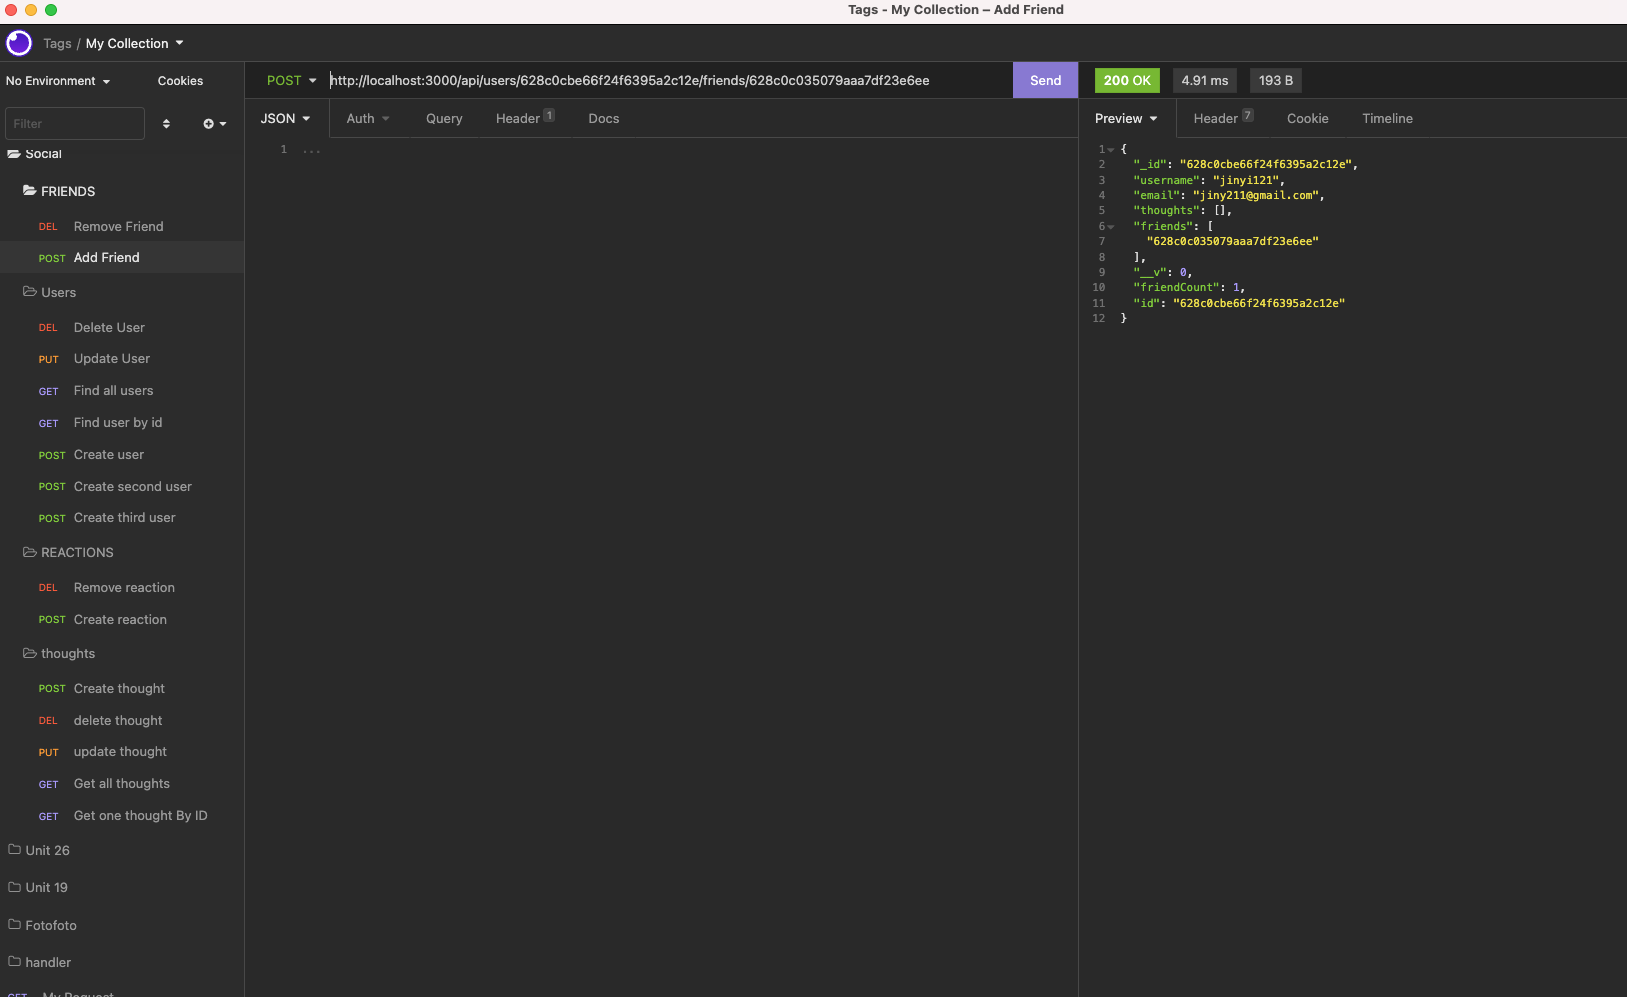 Tags - My Collection – Add Friend
Tags / My Collection
No Environment
Cookies
Filter
Social
FRIENDS
DEL Remove Friend
POST Add Friend
Users
DEL Delete User
PUT Update User
GET Find all users
GET Find user by id
POST Create user
POST Create second user
POST Create third user
REACTIONS
DEL Remove reaction
POST Create reaction
thoughts
POST Create thought
DEL delete thought
PUT update thought
GET Get all thoughts
GET Get one thought By ID
Unit 26
Unit 19
Fotofoto
handler
GET My Request
POST http://localhost:3000/api/users/628c0cbe66f24f6395a2c12e/friends/628c0c035079aaa7df23e6ee Send
JSON Auth Query Header 1 Docs
1 ...
200 OK 4.91 ms 193 B
Preview Header 7 Cookie Timeline
1 {
2 "_id": "628c0cbe66f24f6395a2c12e",
3 "username": "jinyi121",
4 "email": "jiny211@gmail.com",
5 "thoughts": [],
6 "friends": [
7 "628c0c035079aaa7df23e6ee"
8 ],
9 "__v": 0,
10 "friendCount": 1,
11 "id": "628c0cbe66f24f6395a2c12e"
12 }